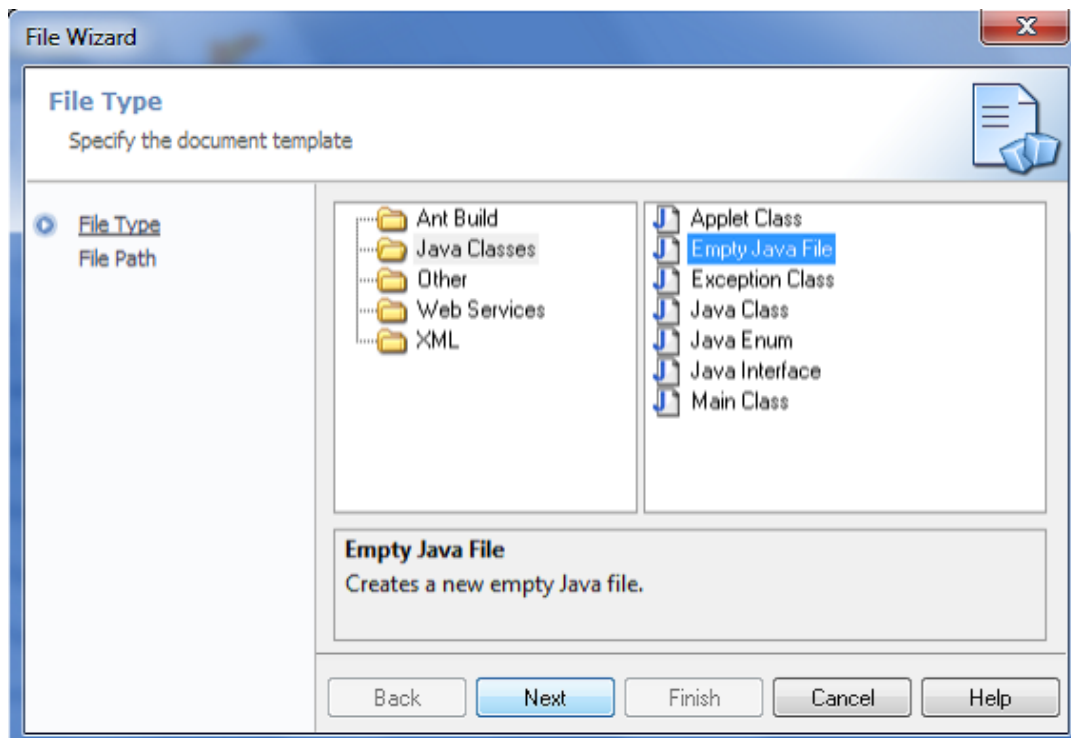 File Wizard
File Type
Specify the document template
File Type
File Path
Ant Build
Java Classes
Other
Web Services
XML
Applet Class
Empty Java File
Exception Class
Java Class
Java Enum
Java Interface
Main Class
Empty Java File
Creates a new empty Java file.
Back Next Finish Cancel Help